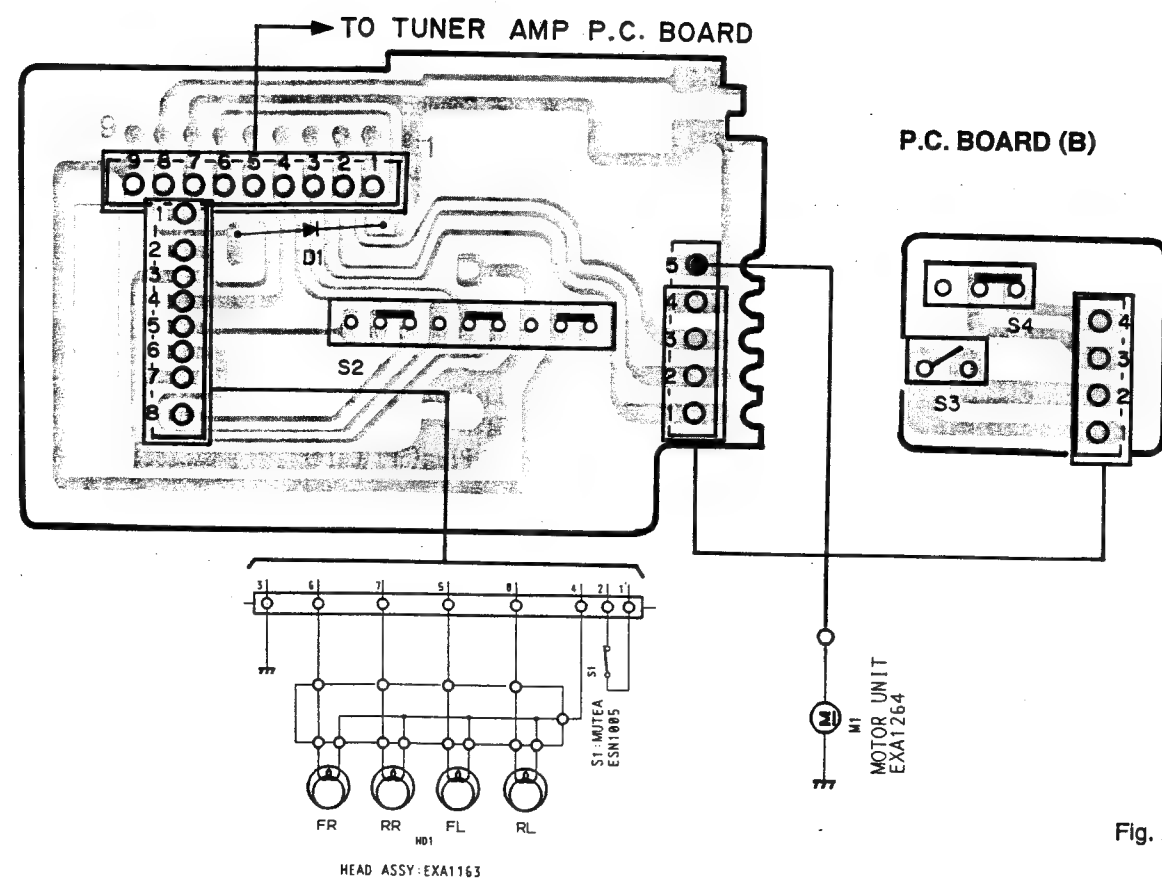 TO TUNER AMP P.C. BOARD
P.C. BOARD (B)
9 1
9 8 7 6 5 4 3 2 1
1
2
3
4
5
6
7
8
D1
S2
5
4
3
2
1
S4
S3
4
3
2
1
3 6 7 5 8 4 2 1
S1
S1:MUTEA
ESN1005
M
M1
MOTOR UNIT
EXA1264
FR RR FL RL
HD1
HEAD ASSY:EXA1163
Fig.